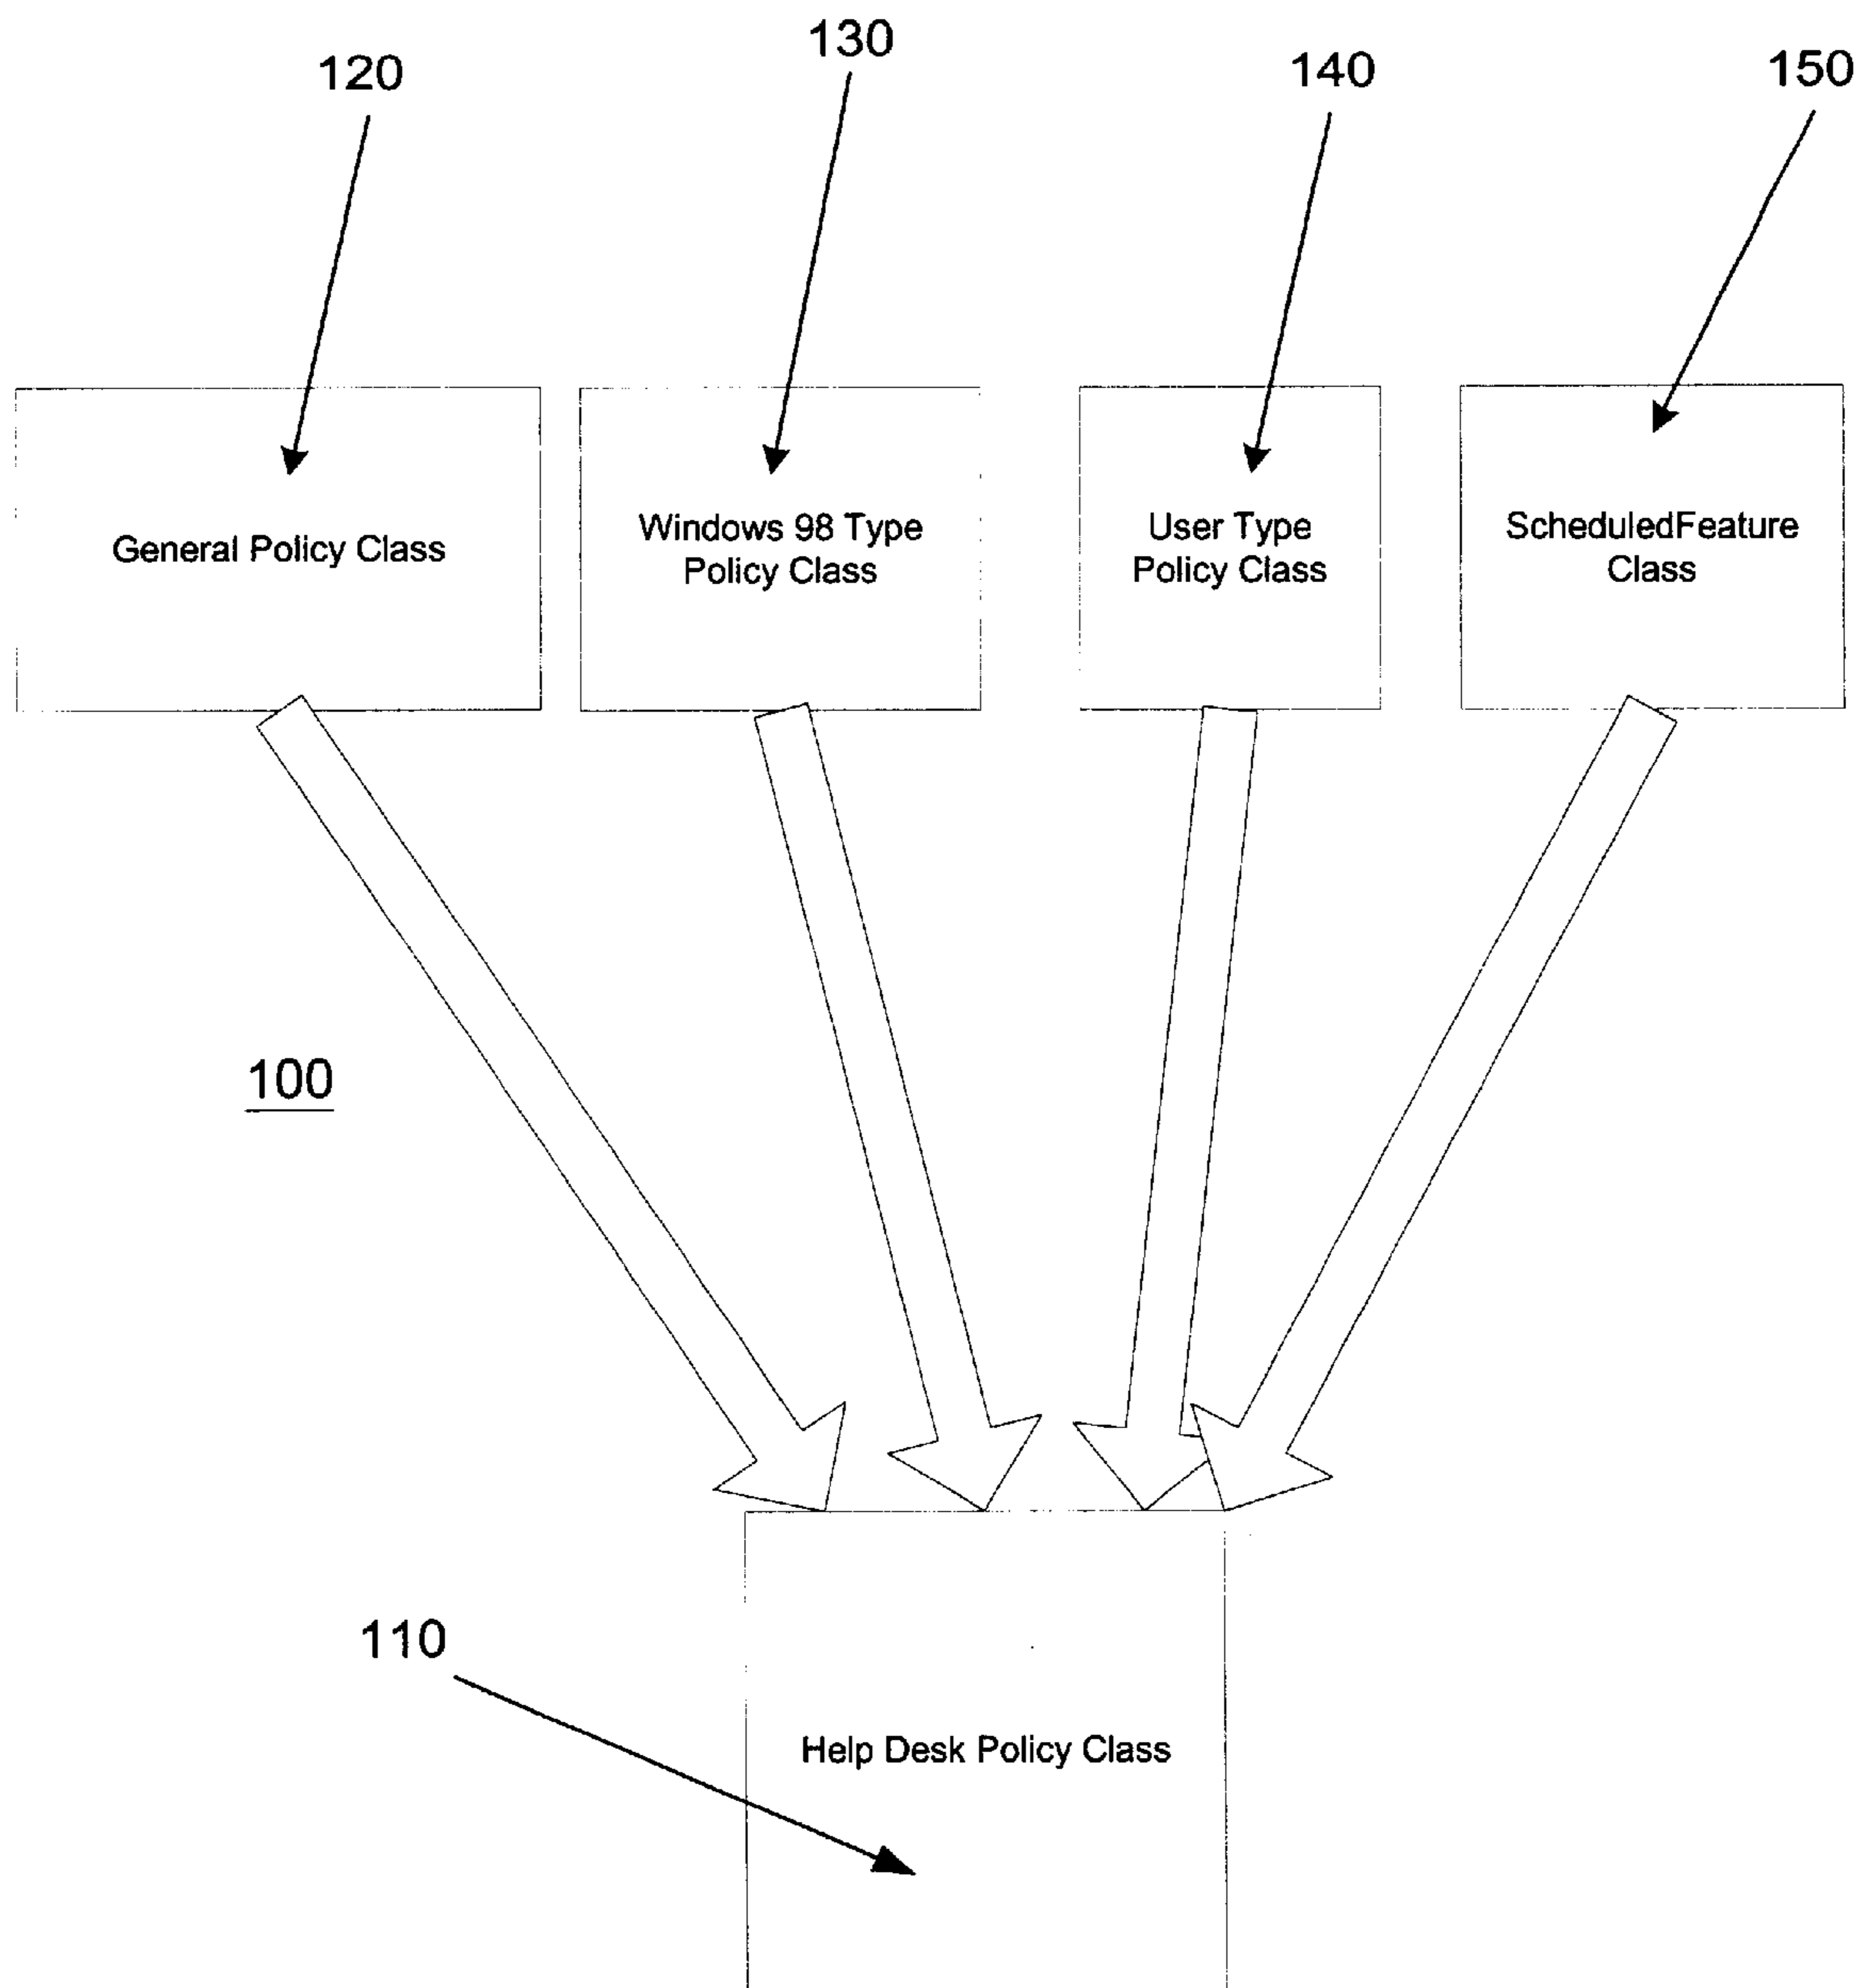 130
120
140
150
General Policy Class
Windows 98 Type
Policy Class
User Type
Policy Class
ScheduledFeature
Class
100
110
Help Desk Policy Class